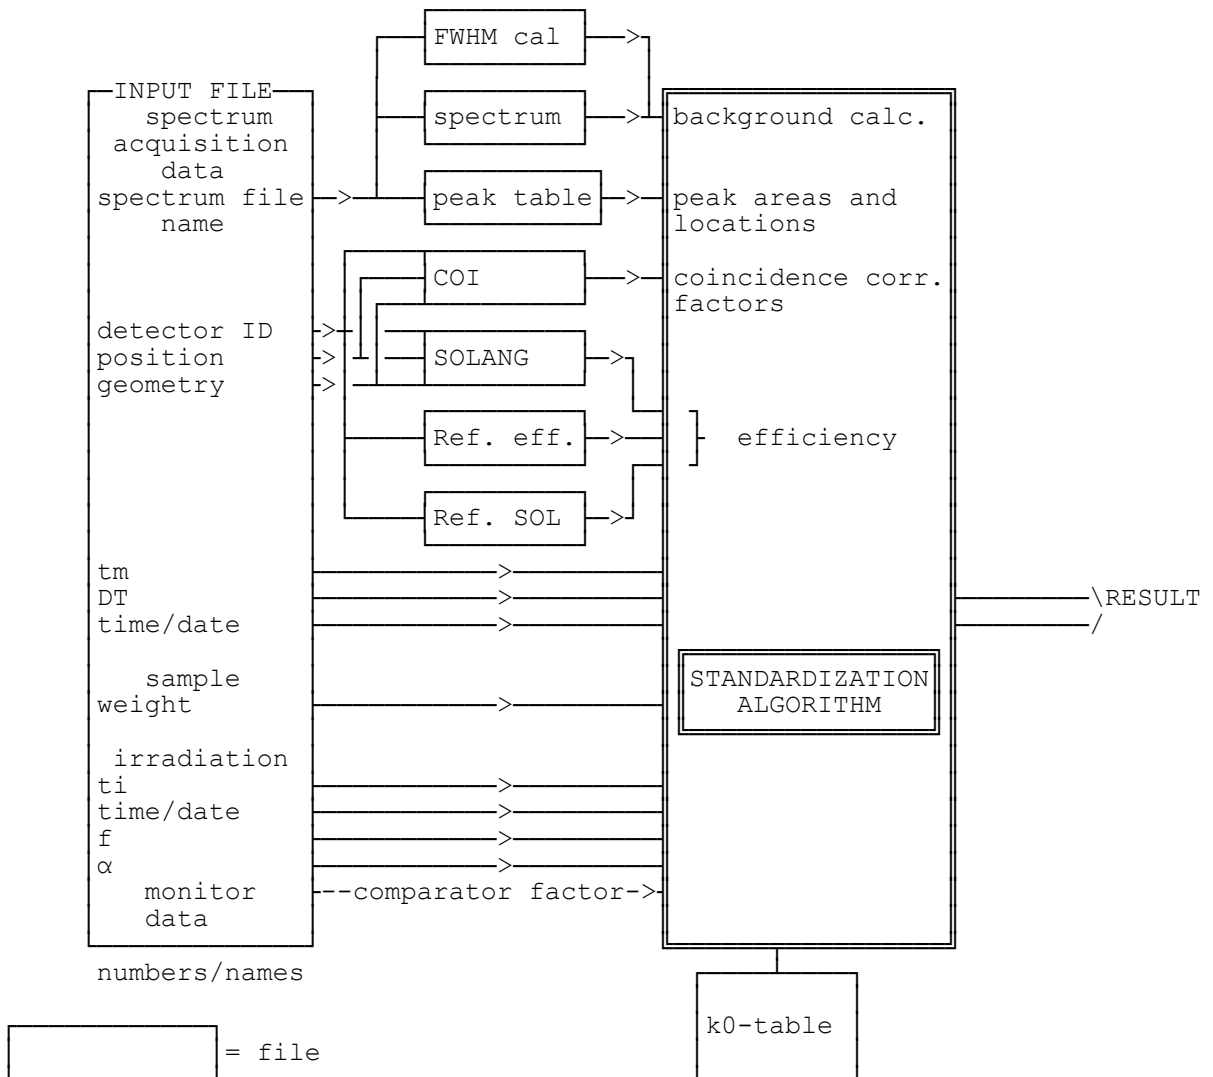 FWHM cal
INPUT FILE
spectrum
acquisition
data
spectrum file
name
spectrum
background calc.
peak table
peak areas and
locations
COI
coincidence corr.
factors
detector ID
position
geometry
SOLANG
Ref. eff.
efficiency
Ref. SOL
tm
DT
time/date
\RESULT
/
sample
weight
STANDARDIZATION
ALGORITHM
irradiation
ti
time/date
f
α
monitor
data
---comparator factor->
numbers/names
k0-table
= file